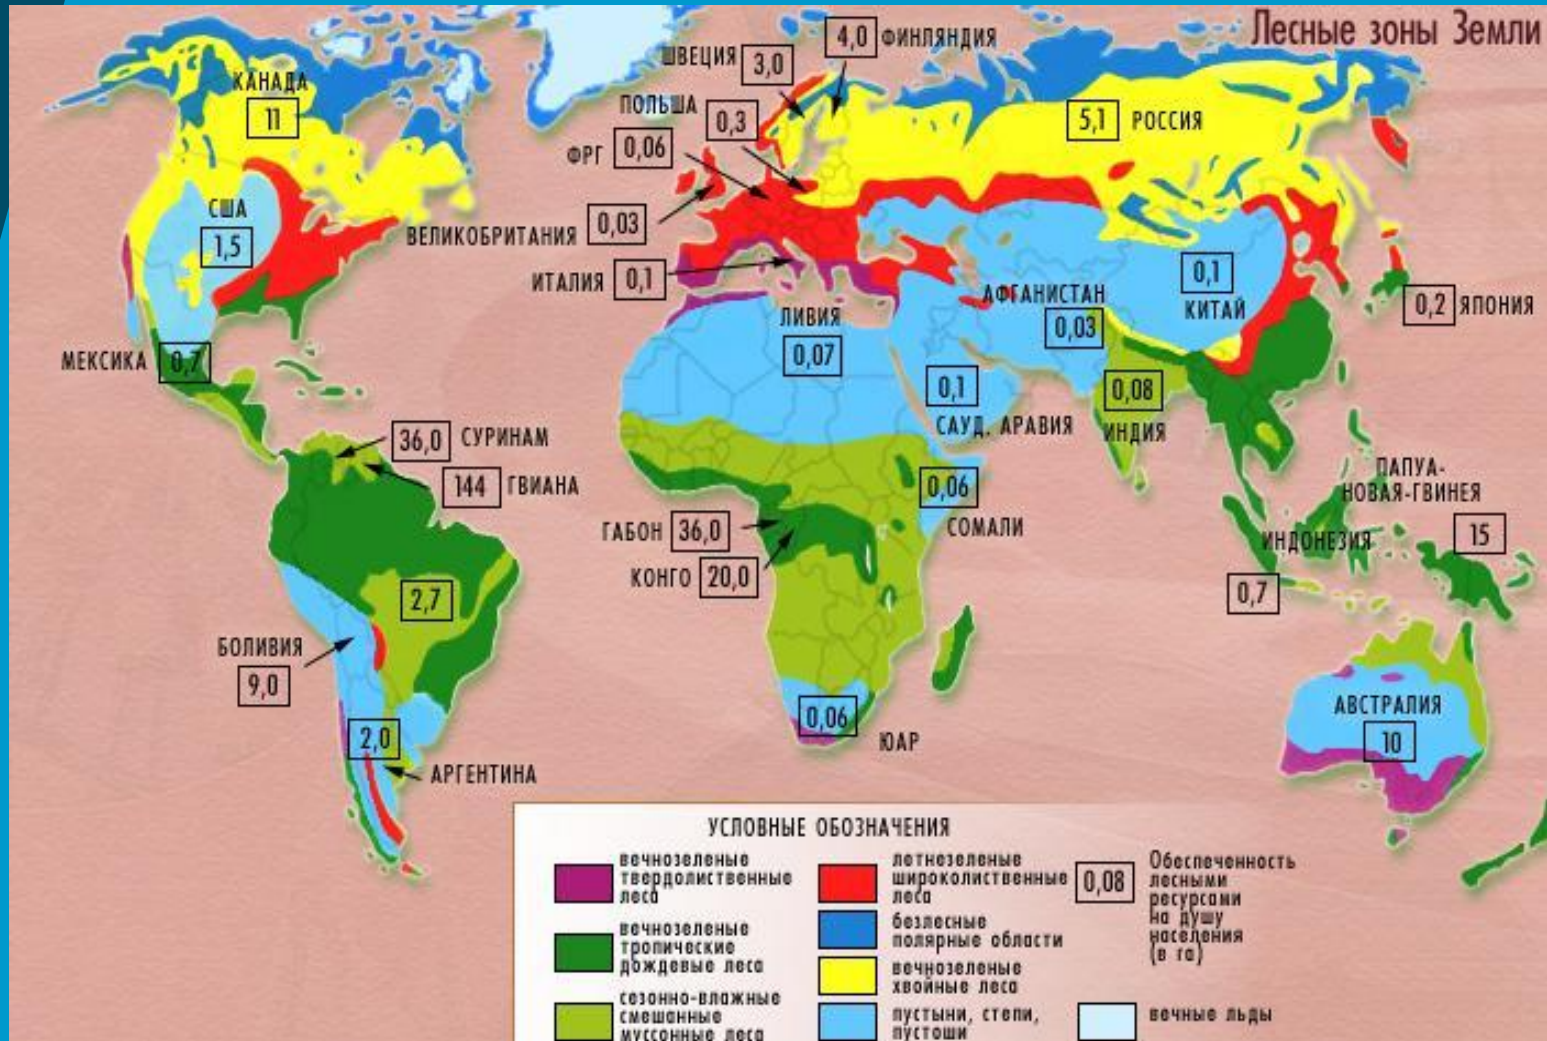 Лесные зоны Земли
4,0 ФИНЛЯНДИЯ
ШВЕЦИЯ 3,0
КАНАДА
11
ПОЛЬША
0,3
ФРГ 0,06
5,1 РОССИЯ
США
1,5
ВЕЛИКОБРИТАНИЯ 0,03
ИТАЛИЯ 0,1
АФГАНИСТАН
0,03
0,1
КИТАЙ
0,2 ЯПОНИЯ
ЛИВИЯ
0,07
МЕКСИКА 0,7
0,1
САУД. АРАВИЯ
0,08
ИНДИЯ
36,0 СУРИНАМ
144 ГВИАНА
0,06
СОМАЛИ
ПАПУА-
НОВАЯ-ГВИНЕЯ
15
ГАБОН 36,0
КОНГО 20,0
ИНДОНЕЗИЯ
0,7
2,7
БОЛИВИЯ
9,0
2,0
АРГЕНТИНА
0,06
ЮАР
АВСТРАЛИЯ
10
УСЛОВНЫЕ ОБОЗНАЧЕНИЯ
вечнозеленые
твердолиственные
леса
вечнозеленые
тропические
дождевые леса
сезонно-влажные
смешанные
муссонные леса
летнезеленые
широколиственные
леса
безлесные
полярные области
вечнозеленые
хвойные леса
пустыни, степи,
пустоши
0,08
Обеспеченность
лесными
ресурсами
на душу
населения
(в га)
вечные льды